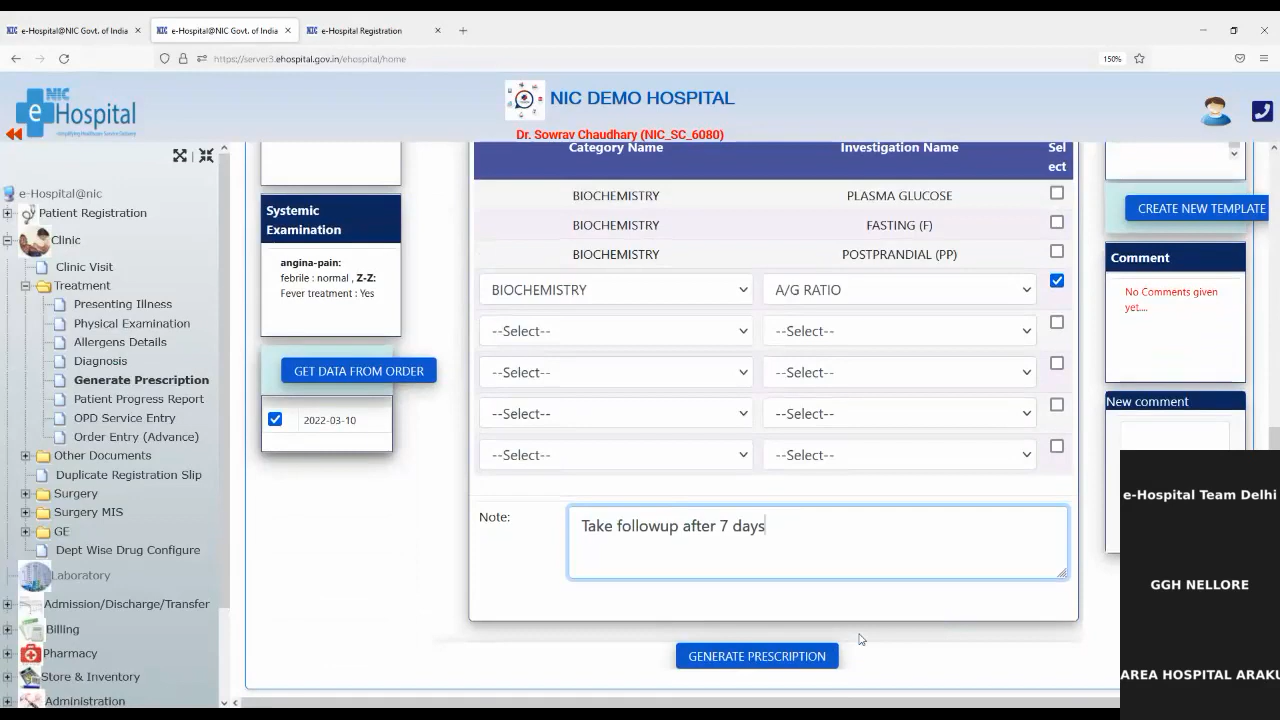 e-Hospital@NIC Govt. of India
e-Hospital@NIC Govt. of India
e-Hospital Registration
https://server3.ehospital.gov.in/ehospital/home
150%
NIC
e Hospital
NIC DEMO HOSPITAL
Dr. Sowrav Chaudhary (NIC_SC_6080)
e-Hospital@nic
Patient Registration
Clinic
Clinic Visit
Treatment
Presenting Illness
Physical Examination
Allergens Details
Diagnosis
Generate Prescription
Patient Progress Report
OPD Service Entry
Order Entry (Advance)
Other Documents
Duplicate Registration Slip
Surgery
Surgery MIS
GE
Dept Wise Drug Configure
Laboratory
Admission/Discharge/Transfer
Billing
Pharmacy
Store & Inventory
Administration
Systemic
Examination
angina-pain:
febrile : normal , Z-Z:
Fever treatment : Yes
GET DATA FROM ORDER
2022-03-10
Category Name Investigation Name Sel
ect
BIOCHEMISTRY PLASMA GLUCOSE
BIOCHEMISTRY FASTING (F)
BIOCHEMISTRY POSTPRANDIAL (PP)
BIOCHEMISTRY A/G RATIO
--Select-- --Select--
--Select-- --Select--
--Select-- --Select--
--Select-- --Select--
Note: Take followup after 7 days
GENERATE PRESCRIPTION
CREATE NEW TEMPLATE
Comment
No Comments given
yet....
New comment
e-Hospital Team Delhi
GGH NELLORE
AREA HOSPITAL ARAKU